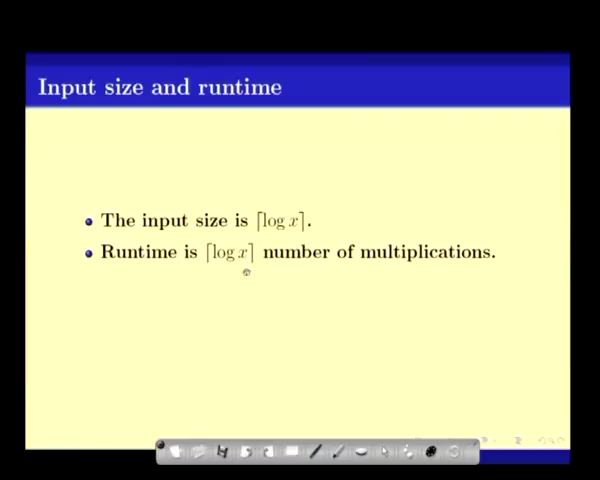 Input size and runtime
The input size is ⌈log x⌉.
Runtime is ⌈log x⌉ number of multiplications.